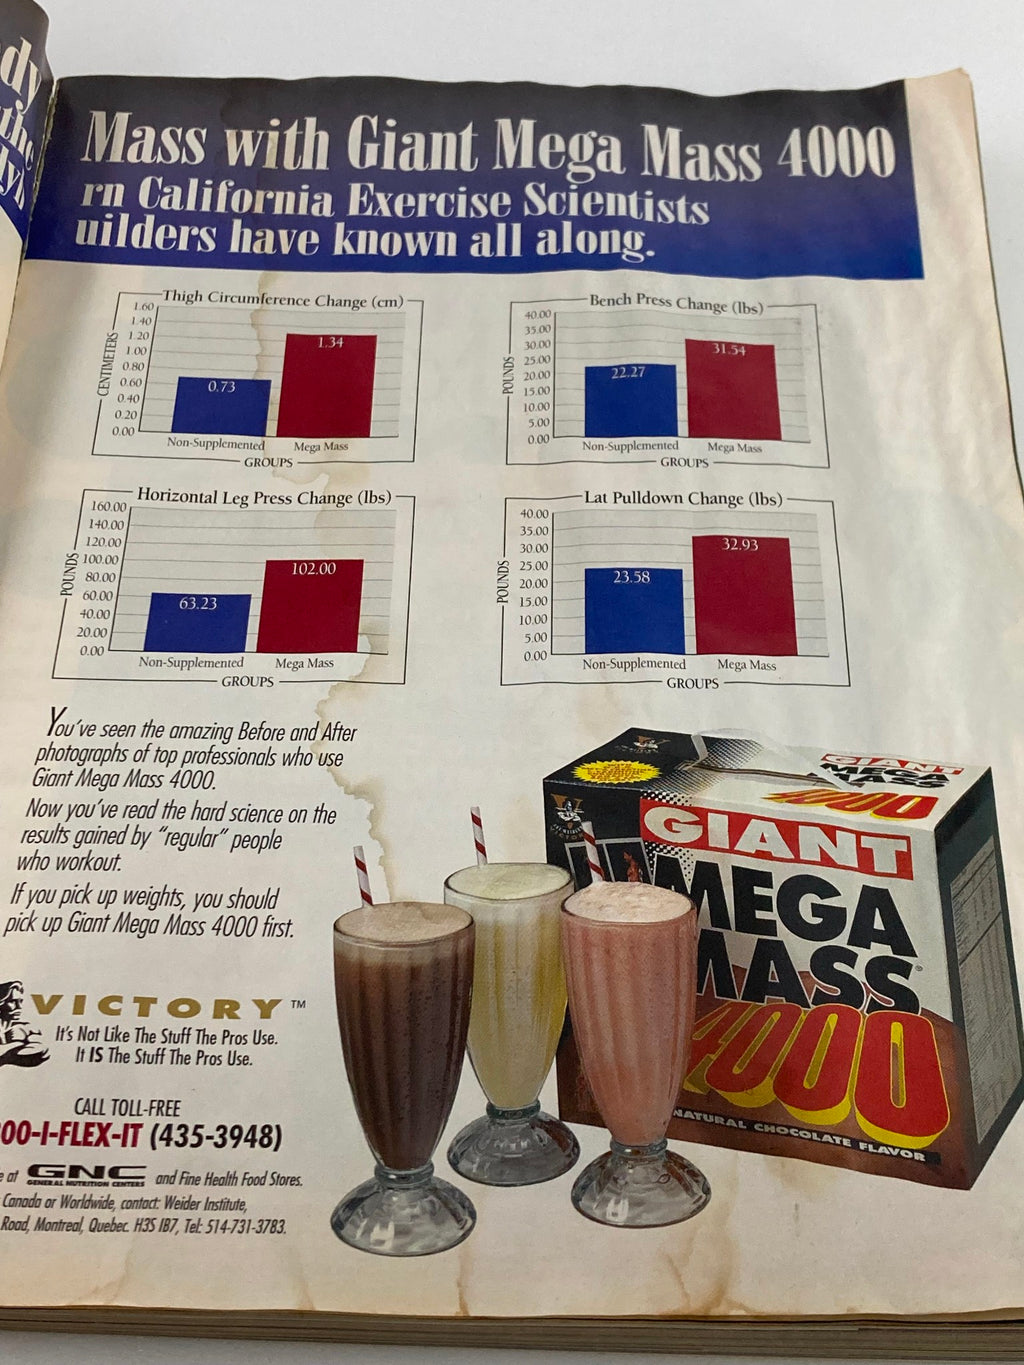 dy
the
ly!
Mass with Giant Mega Mass 4000
rn California Exercise Scientists
uilders have known all along.
Thigh Circumference Change (cm)
CENTIMETERS
1.60
1.40
1.20
1.00
0.80
0.60
0.40
0.20
0.00
0.73
1.34
Non-Supplemented Mega Mass
GROUPS
Bench Press Change (lbs)
POUNDS
40.00
35.00
30.00
25.00
20.00
15.00
10.00
5.00
0.00
22.27
31.54
Non-Supplemented Mega Mass
GROUPS
Horizontal Leg Press Change (lbs)
POUNDS
160.00
140.00
120.00
100.00
80.00
60.00
40.00
20.00
0.00
63.23
102.00
Non-Supplemented Mega Mass
GROUPS
Lat Pulldown Change (lbs)
POUNDS
40.00
35.00
30.00
25.00
20.00
15.00
10.00
5.00
0.00
23.58
32.93
Non-Supplemented Mega Mass
GROUPS
You've seen the amazing Before and After
photographs of top professionals who use
Giant Mega Mass 4000.
Now you've read the hard science on the
results gained by "regular" people
who workout.
If you pick up weights, you should
pick up Giant Mega Mass 4000 first.
VICTORY™
It's Not Like The Stuff The Pros Use.
It IS The Stuff The Pros Use.
CALL TOLL-FREE
00-I-FLEX-IT (435-3948)
e at GNC and Fine Health Food Stores.
GENERAL NUTRITION CENTERS
Canada or Worldwide, contact: Weider Institute,
Road, Montreal, Quebec. H3S 1B7, Tel: 514-731-3783.
GIANT
MEGA
MASS
4000
GIANT
MEGA
MASS®
4000
NATURAL CHOCOLATE FLAVOR